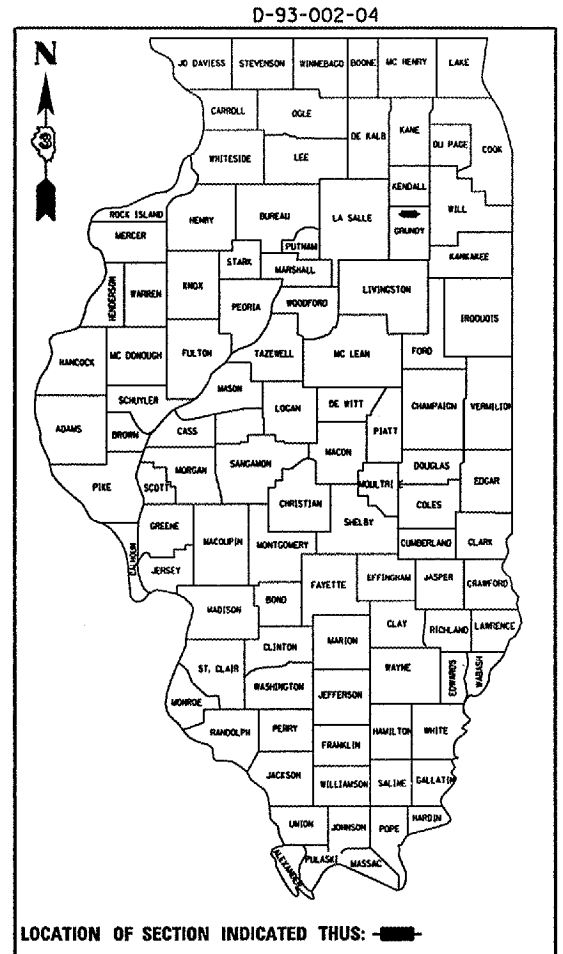 D-93-002-04
N
JO DAVIESS STEVENSON WINNEBAGO BOONE MC HENRY LAKE
CARROLL OGLE DE KALB KANE DU PAGE COOK
WHITESIDE LEE
KENDALL
ROCK ISLAND HENRY BUREAU LA SALLE GRUNDY WILL
MERCER PUTNAM
STARK MARSHALL KANKAKEE
HENDERSON WARREN KNOX PEORIA WOODFORD LIVINGSTON IROQUOIS
HANCOCK MC DONOUGH FULTON TAZEWELL MC LEAN FORD
MASON
SCHUYLER LOGAN DE WITT CHAMPAIGN VERMILION
ADAMS BROWN CASS PIATT
MACON
PIKE SCOTT MORGAN SANGAMON MOULTRIE DOUGLAS EDGAR
CHRISTIAN COLES
GREENE MACOUPIN MONTGOMERY SHELBY CUMBERLAND CLARK
CALHOUN JERSEY FAYETTE EFFINGHAM JASPER CRAWFORD
MADISON BOND
CLAY RICHLAND LAWRENCE
CLINTON MARION
ST. CLAIR WAYNE EDWARDS WABASH
WASHINGTON JEFFERSON
MONROE
RANDOLPH PERRY HAMILTON WHITE
FRANKLIN
JACKSON WILLIAMSON SALINE GALLATIN
UNION JOHNSON POPE HARDIN
ALEXANDER PULASKI MASSAC
LOCATION OF SECTION INDICATED THUS: